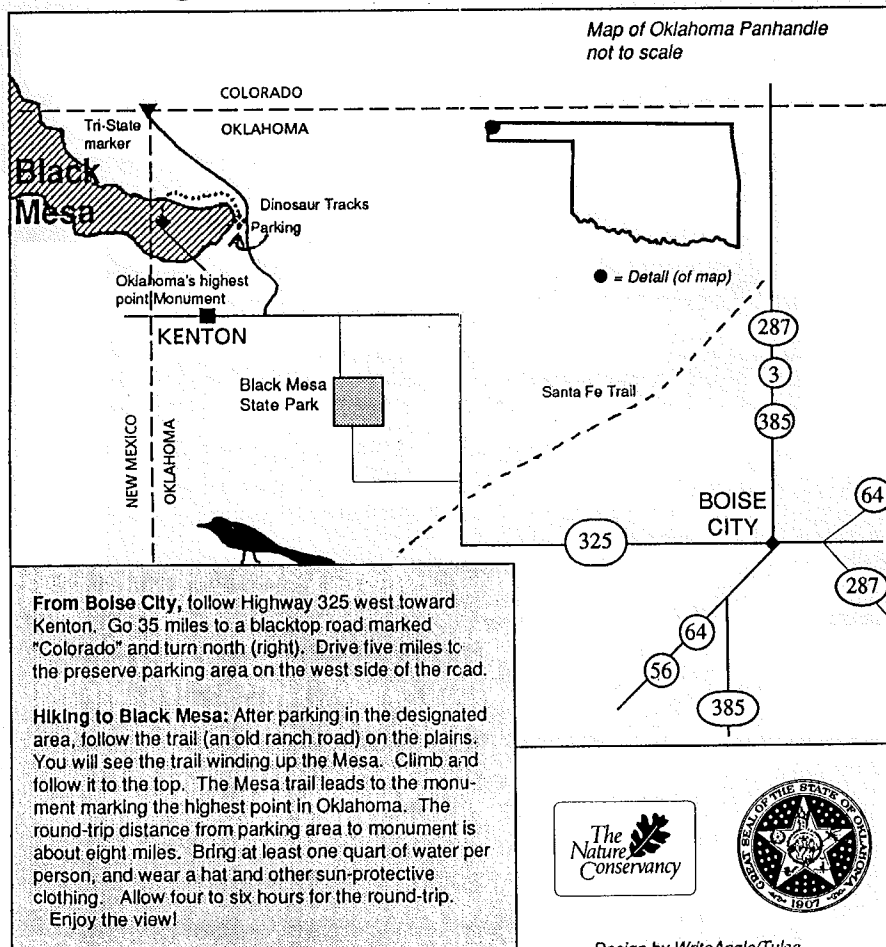 Map of Oklahoma Panhandle
not to scale
COLORADO
OKLAHOMA
Tri-State
marker
Black
Mesa
Dinosaur Tracks
Parking
Oklahoma's highest
point Monument
KENTON
● = Detail (of map)
287
3
385
Santa Fe Trail
Black Mesa
State Park
NEW MEXICO
OKLAHOMA
BOISE
CITY
64
325
287
64
56
385
From Boise City, follow Highway 325 west toward
Kenton. Go 35 miles to a blacktop road marked
"Colorado" and turn north (right). Drive five miles to
the preserve parking area on the west side of the road.
Hiking to Black Mesa: After parking in the designated
area, follow the trail (an old ranch road) on the plains.
You will see the trail winding up the Mesa. Climb and
follow it to the top. The Mesa trail leads to the monu-
ment marking the highest point in Oklahoma. The
round-trip distance from parking area to monument is
about eight miles. Bring at least one quart of water per
person, and wear a hat and other sun-protective
clothing. Allow four to six hours for the round-trip.
Enjoy the view!
The
Nature
Conservancy
GREAT SEAL OF THE STATE OF OKLAHOMA
1907
Design by WriteAngle/Tulsa